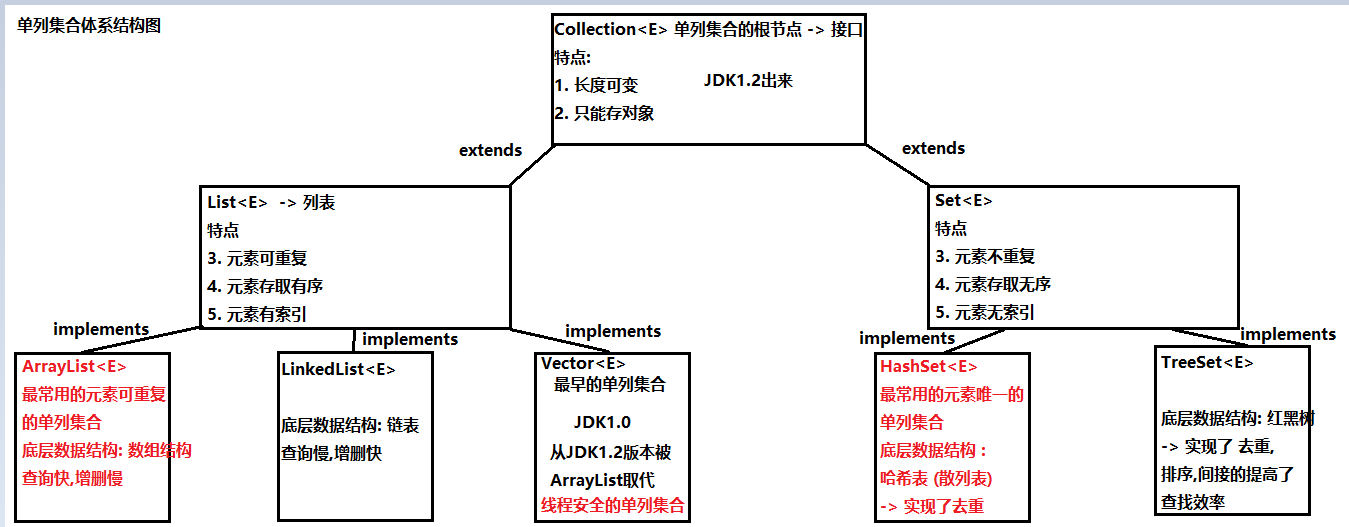 单列集合体系结构图
Collection<E> 单列集合的根节点 -> 接口
特点:
1. 长度可变
JDK1.2出来
2. 只能存对象
extends
extends
List<E> -> 列表
特点
3. 元素可重复
4. 元素存取有序
5. 元素有索引
Set<E>
特点
3. 元素不重复
4. 元素存取无序
5. 元素无索引
implements
implements
implements
implements
implements
ArrayList<E>
最常用的元素可重复
的单列集合
底层数据结构: 数组结构
查询快,增删慢
LinkedList<E>
底层数据结构: 链表
查询慢,增删快
Vector<E>
最早的单列集合
JDK1.0
从JDK1.2版本被
ArrayList取代
线程安全的单列集合
HashSet<E>
最常用的元素唯一的
单列集合
底层数据结构 :
哈希表 (散列表)
-> 实现了去重
TreeSet<E>
底层数据结构: 红黑树
-> 实现了 去重,
排序,间接的提高了
查找效率